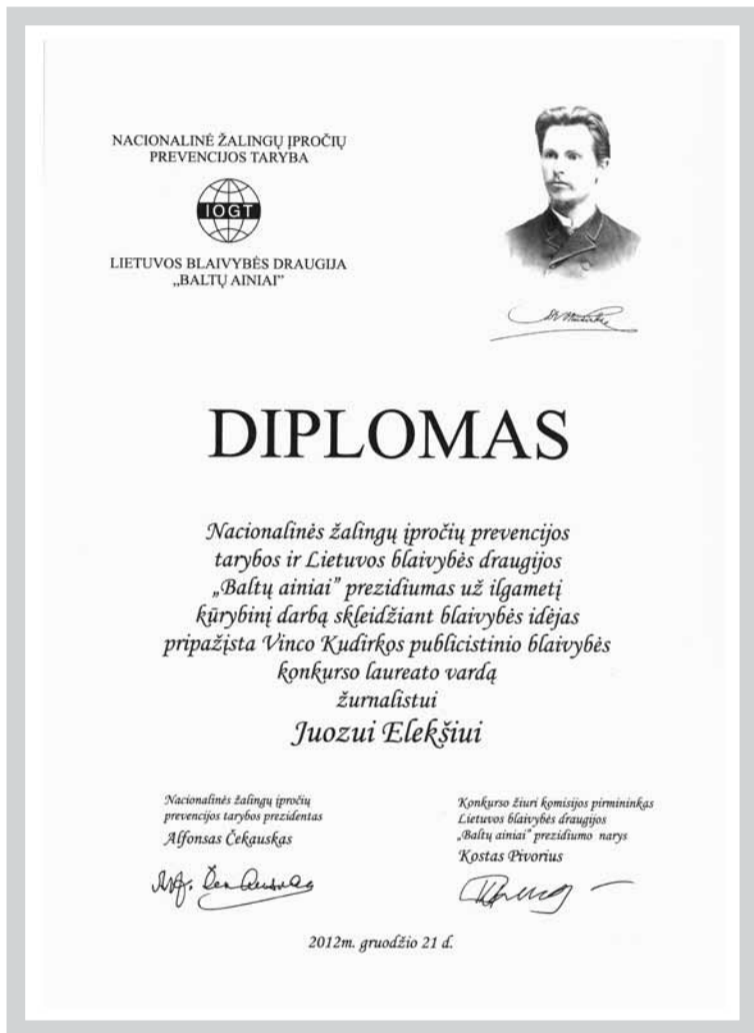 NACIONALINĖ ŽALINGŲ ĮPROČIŲ
PREVENCIJOS TARYBA
IOGT
LIETUVOS BLAIVYBĖS DRAUGIJA
„BALTŲ AINIAI”
DIPLOMAS
Nacionalinės žalingų įpročių prevencijos
tarybos ir Lietuvos blaivybės draugijos
„Baltų ainiai” prezidiumas už ilgametį
kūrybinį darbą skleidžiant blaivybės idėjas
pripažįsta Vinco Kudirkos publicistinio blaivybės
konkurso laureato vardą
žurnalistui
Juozui Elekšiui
Nacionalinės žalingų įpročių
prevencijos tarybos prezidentas
Alfonsas Čekauskas
Konkurso žiuri komisijos pirmininkas
Lietuvos blaivybės draugijos
„Baltų ainiai” prezidiumo narys
Kostas Pivorius
2012m. gruodžio 21 d.